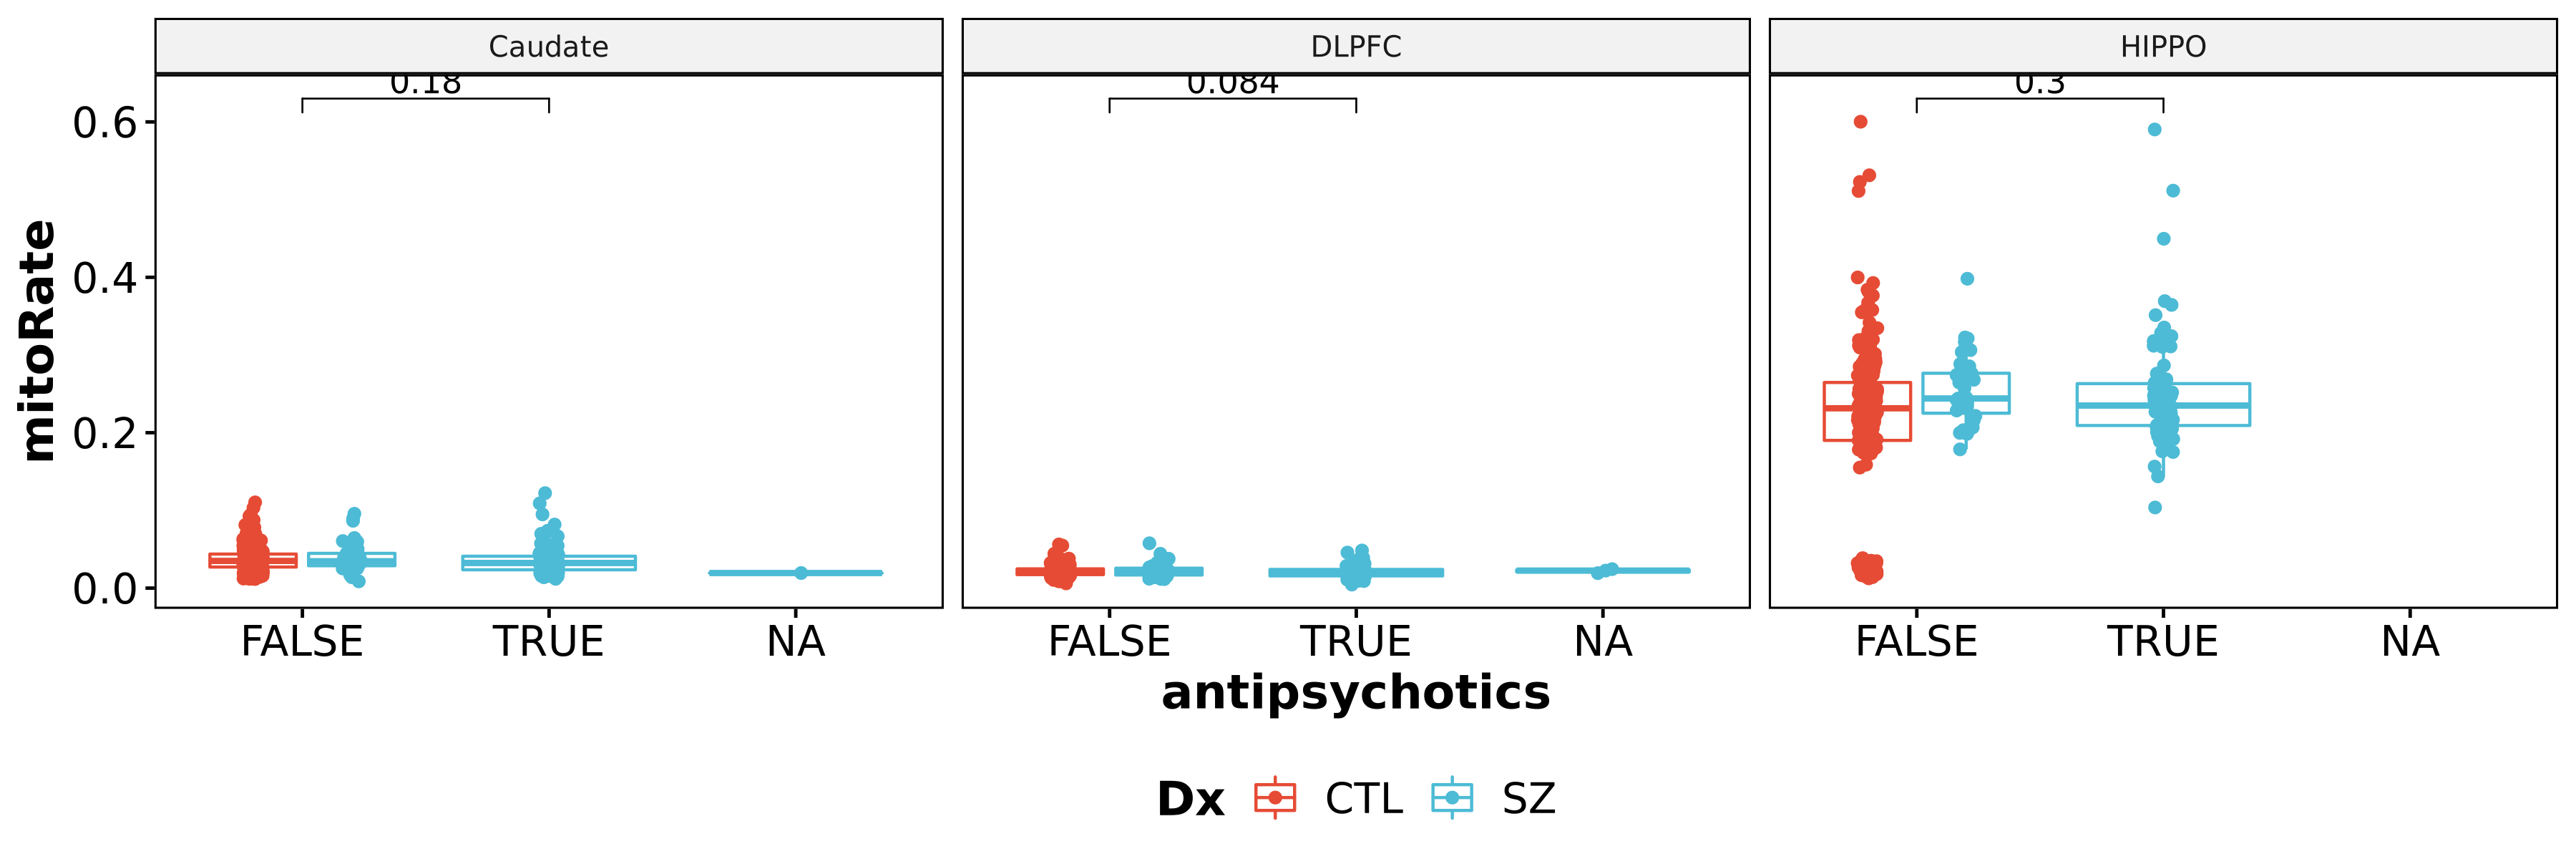 Caudate DLPFC HIPPO
0.18 0.084 0.3
0.6
0.4
0.2
0.0
mitoRate
FALSE TRUE NA FALSE TRUE NA FALSE TRUE NA
antipsychotics
Dx CTL SZ